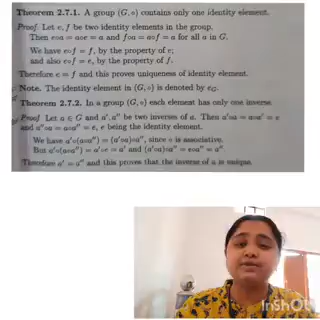 Theorem 2.7.1. A group (G, ∘) contains only one identity element.
Proof. Let e, f be two identity elements in the group.
Then e∘a = a∘e = a and f∘a = a∘f = a for all a in G.
We have e∘f = f, by the property of e;
and also e∘f = e, by the property of f.
Therefore e = f and this proves uniqueness of identity element.
Note. The identity element in (G, ∘) is denoted by eG.
Theorem 2.7.2. In a group (G, ∘) each element has only one inverse.
Proof. Let a ∈ G and a′, a″ be two inverses of a. Then a′∘a = a∘a′ = e
and a″∘a = a∘a″ = e, e being the identity element.
We have a′∘(a∘a″) = (a′∘a)∘a″, since ∘ is associative.
But a′∘(a∘a″) = a′∘e = a′ and (a′∘a)∘a″ = e∘a″ = a″.
Therefore a′ = a″ and this proves that the inverse of a is unique.
InShOt